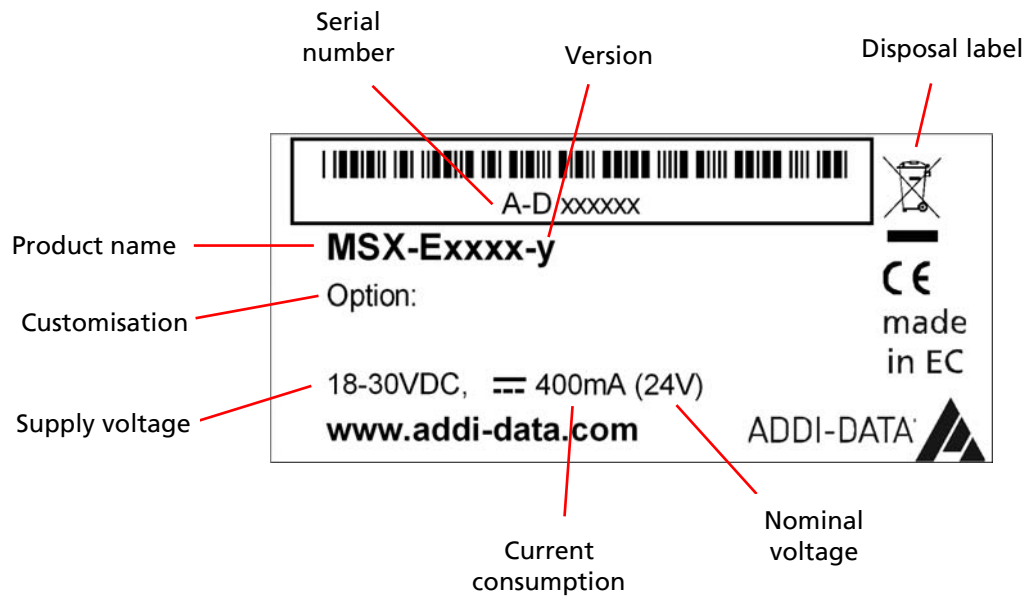 Serial
number
Version
Disposal label
A-D xxxxxx
Product name
MSX-Exxxx-y
Customisation
Option:
CE
made
in EC
Supply voltage
18-30VDC, 400mA (24V)
www.addi-data.com
ADDI-DATA
Nominal
voltage
Current
consumption